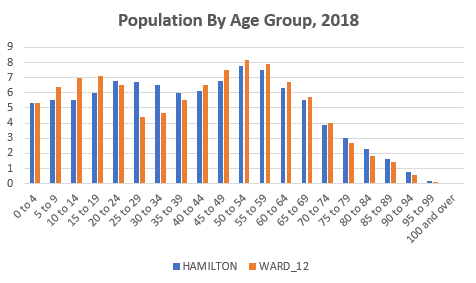 Population By Age Group, 2018
9
8
7
6
5
4
3
2
1
0
0 to 4
5 to 9
10 to 14
15 to 19
20 to 24
25 to 29
30 to 34
35 to 39
40 to 44
45 to 49
50 to 54
55 to 59
60 to 64
65 to 69
70 to 74
75 to 79
80 to 84
85 to 89
90 to 94
95 to 99
100 and over
HAMILTON WARD_12